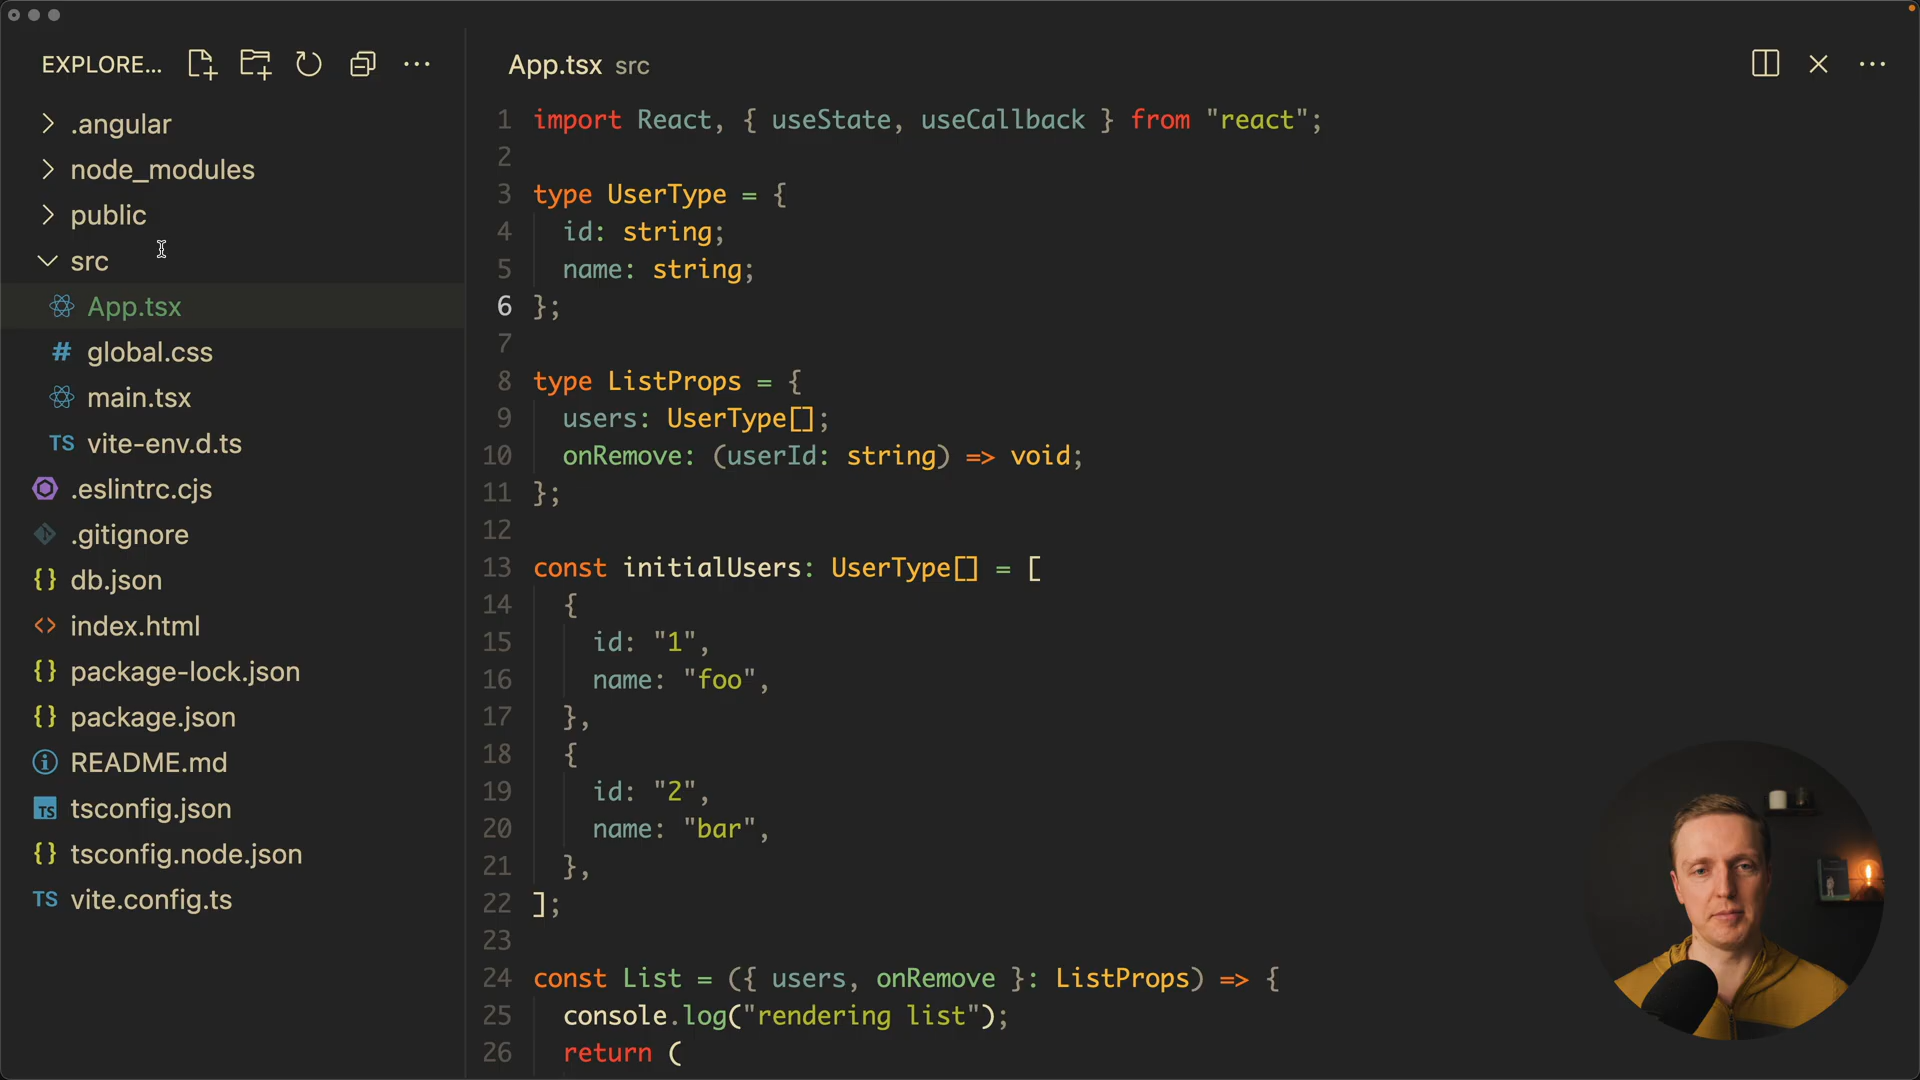 EXPLORE...
.angular
node_modules
public
src
App.tsx
# global.css
main.tsx
TS vite-env.d.ts
.eslintrc.cjs
.gitignore
{} db.json
<> index.html
{} package-lock.json
{} package.json
README.md
TS tsconfig.json
{} tsconfig.node.json
TS vite.config.ts
App.tsx src
1 import React, { useState, useCallback } from "react";
2
3 type UserType = {
4   id: string;
5   name: string;
6 };
7
8 type ListProps = {
9   users: UserType[];
10   onRemove: (userId: string) => void;
11 };
12
13 const initialUsers: UserType[] = [
14   {
15     id: "1",
16     name: "foo",
17   },
18   {
19     id: "2",
20     name: "bar",
21   },
22 ];
23
24 const List = ({ users, onRemove }: ListProps) => {
25   console.log("rendering list");
26   return (